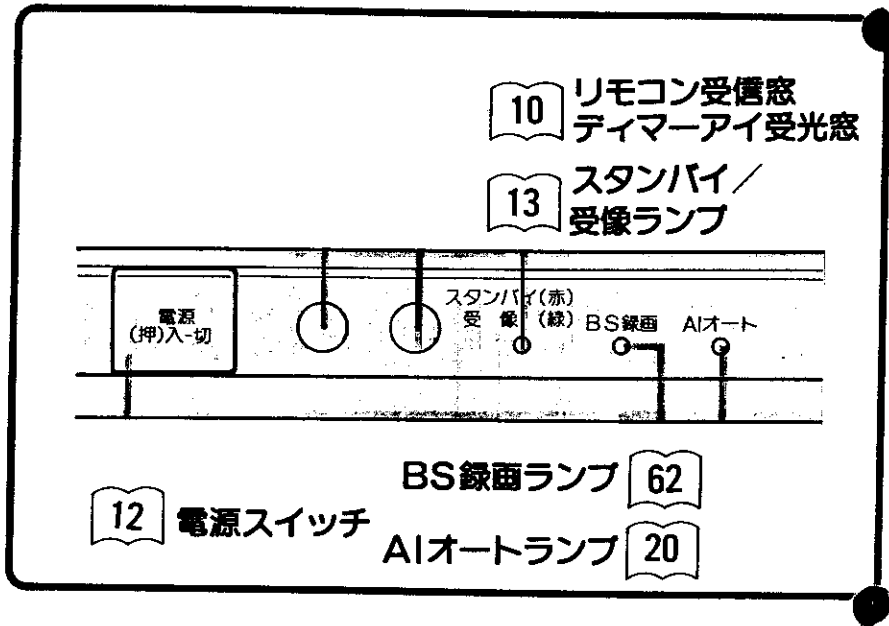 10 リモコン受信窓
ディマーアイ受光窓
13 スタンバイ／
受像ランプ
電源
(押)入-切
スタンバイ(赤)
受像(緑)
BS録画
AIオート
BS録画ランプ 62
12 電源スイッチ
AIオートランプ 20